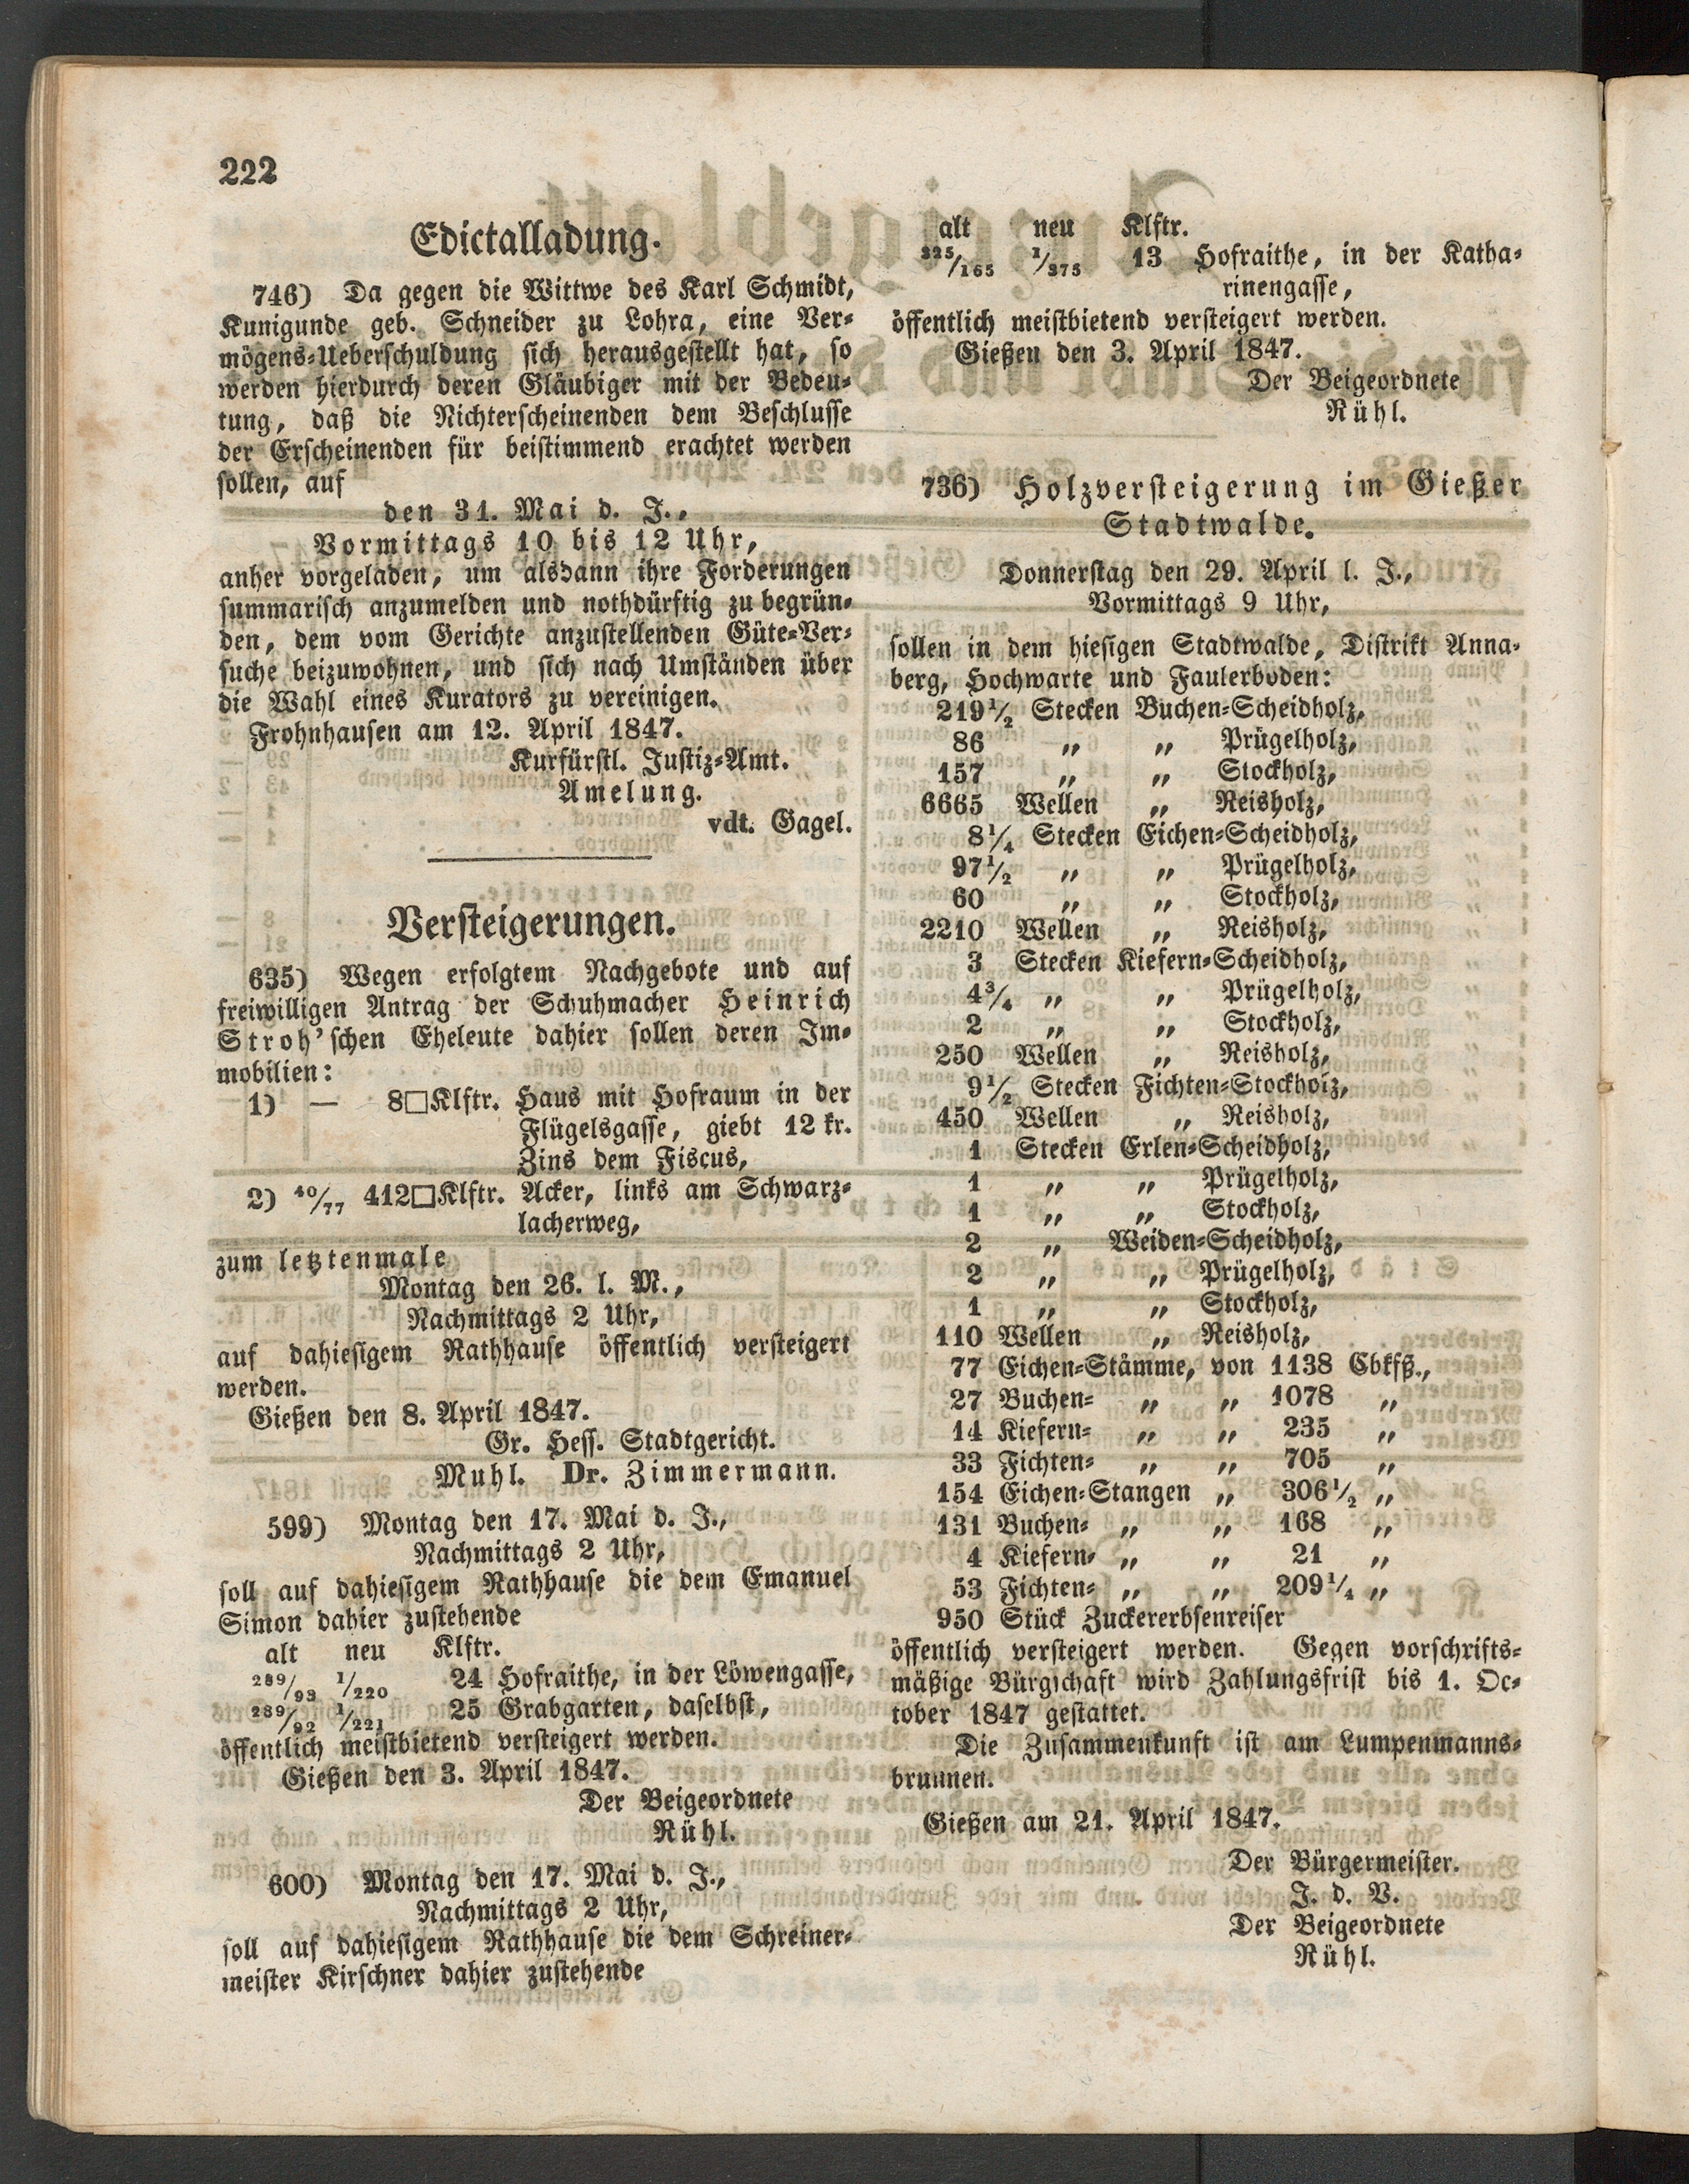 222
Edictalladung.
746) Da gegen die Wittwe des Karl Schmidt,
Kunigunde geb. Schneider zu Lohra, eine Ver-
mögens-Ueberschuldung sich herausgestellt hat, so
werden hierdurch deren Gläubiger mit der Bedeu-
tung, daß die Nichterscheinenden dem Beschlusse
der Erscheinenden für beistimmend erachtet werden
sollen, auf
den 31. Mai d. J.,
Vormittags 10 bis 12 Uhr,
anher vorgeladen, um alsdann ihre Forderungen
summarisch anzumelden und nothdürftig zu begrün-
den, dem vom Gerichte anzustellenden Güte-Ver-
suche beizuwohnen, und sich nach Umständen über
die Wahl eines Kurators zu vereinigen.
Frohnhausen am 12. April 1847.
Kurfürstl. Justiz-Amt.
Amelung.
vdt. Gagel.
Versteigerungen.
635) Wegen erfolgtem Nachgebote und auf
freiwilligen Antrag der Schuhmacher Heinrich
Stroh'schen Eheleute dahier sollen deren Im-
mobilien:
1) — 8□Klftr. Haus mit Hofraum in der
Flügelsgasse, giebt 12 kr.
Zins dem Fiscus,
2) 40/77 412□Klftr. Acker, links am Schwarz-
lacherweg,
zum letztenmale
Montag den 26. l. M.,
Nachmittags 2 Uhr,
auf dahiesigem Rathhause öffentlich versteigert
werden.
Gießen den 8. April 1847.
Gr. Hess. Stadtgericht.
Muhl. Dr. Zimmermann.
599) Montag den 17. Mai d. J.,
Nachmittags 2 Uhr,
soll auf dahiesigem Rathhause die dem Emanuel
Simon dahier zustehende
alt neu Klftr.
289/93 1/220 24 Hofraithe, in der Löwengasse,
289/92 1/221 25 Grabgarten, daselbst,
öffentlich meistbietend versteigert werden.
Gießen den 3. April 1847.
Der Beigeordnete
Rühl.
600) Montag den 17. Mai d. J.,
Nachmittags 2 Uhr,
soll auf dahiesigem Rathhause die dem Schreiner-
meister Kirschner dahier zustehende
alt neu Klftr.
325/165 1/375 13 Hofraithe, in der Katha-
rinengasse,
öffentlich meistbietend versteigert werden.
Gießen den 3. April 1847.
Der Beigeordnete
Rühl.
736) Holzversteigerung im Gießer
Stadtwalde.
Donnerstag den 29. April l. J.,
Vormittags 9 Uhr,
sollen in dem hiesigen Stadtwalde, Distrikt Anna-
berg, Hochwarte und Faulerboden:
219 1/2 Stecken Buchen-Scheidholz,
86 „ „ Prügelholz,
157 „ „ Stockholz,
6665 Wellen „ Reisholz,
8 1/4 Stecken Eichen-Scheidholz,
97 1/2 „ „ Prügelholz,
60 „ „ Stockholz,
2210 Wellen „ Reisholz,
3 Stecken Kiefern-Scheidholz,
4 3/4 „ „ Prügelholz,
2 „ „ Stockholz,
250 Wellen „ Reisholz,
9 1/2 Stecken Fichten-Stockholz,
450 Wellen „ Reisholz,
1 Stecken Erlen-Scheidholz,
1 „ „ Prügelholz,
1 „ „ Stockholz,
2 „ Weiden-Scheidholz,
2 „ „ Prügelholz,
1 „ „ Stockholz,
110 Wellen „ Reisholz,
77 Eichen-Stämme, von 1138 Cbkfß.,
27 Buchen- „ „ 1078 „
14 Kiefern- „ „ 235 „
33 Fichten- „ „ 705 „
154 Eichen-Stangen „ 306 1/2 „
131 Buchen- „ „ 168 „
4 Kiefern- „ „ 21 „
53 Fichten- „ „ 209 1/4 „
950 Stück Zuckererbsenreiser
öffentlich versteigert werden. Gegen vorschrifts-
mäßige Bürgschaft wird Zahlungsfrist bis 1. Oc-
tober 1847 gestattet.
Die Zusammenkunft ist am Lumpenmanns-
brunnen.
Gießen am 21. April 1847.
Der Bürgermeister.
J. d. V.
Der Beigeordnete
Rühl.